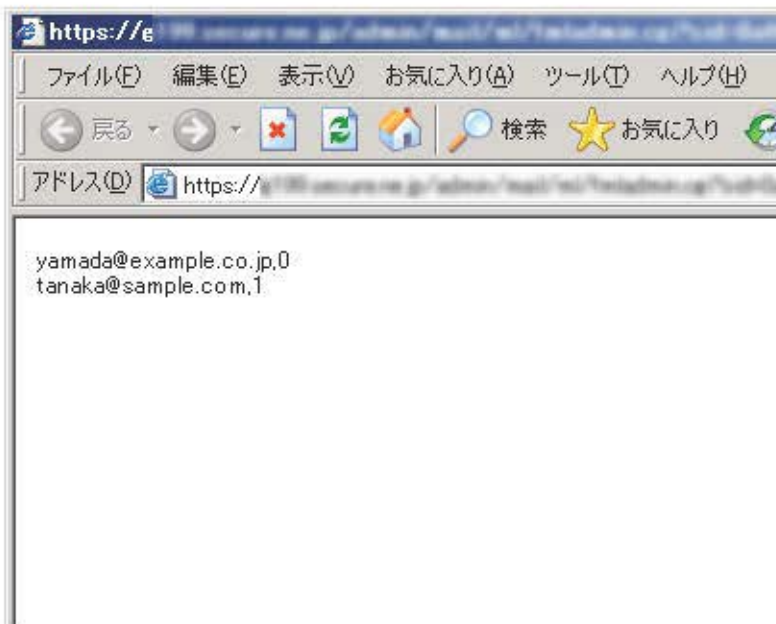 https://g
ファイル(F) 編集(E) 表示(V) お気に入り(A) ツール(T) ヘルプ(H)
戻る 検索 お気に入り
アドレス(D) https://
yamada@example.co.jp,0
tanaka@sample.com,1